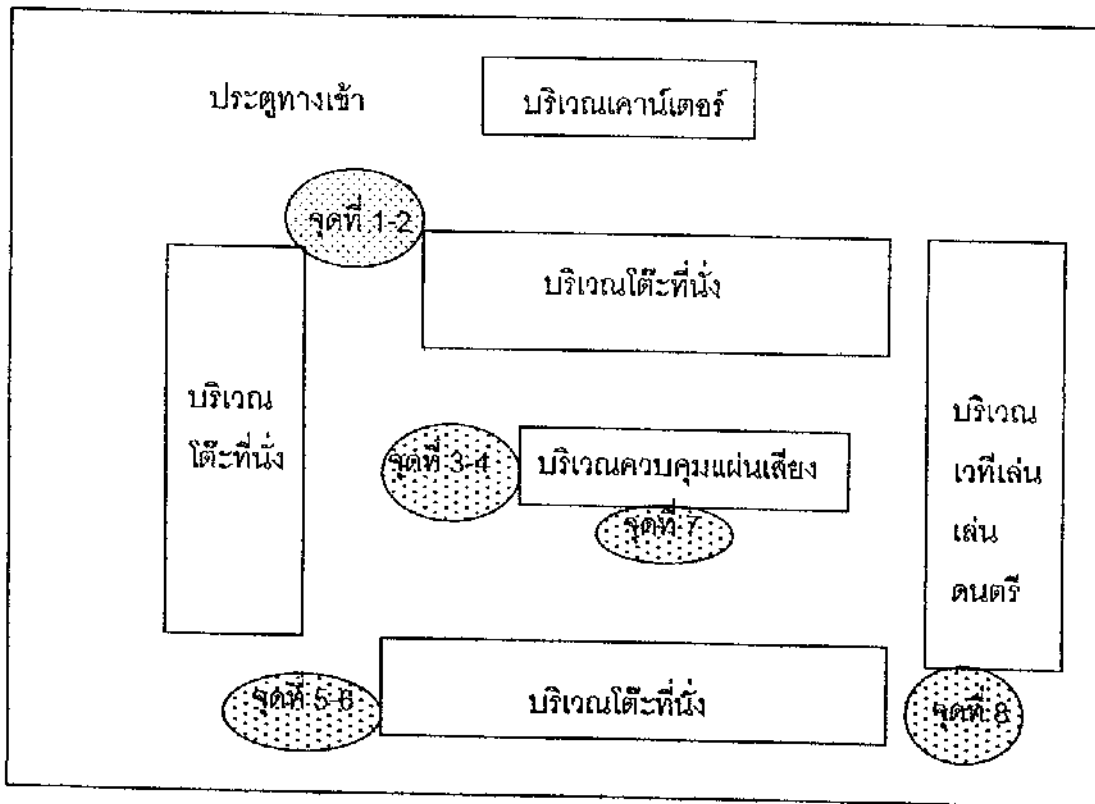 ประตูทางเข้า
บริเวณเคาน์เตอร์
จุดที่ 1-2
บริเวณโต๊ะที่นั่ง
บริเวณ
โต๊ะที่นั่ง
จุดที่ 3-4
บริเวณควบคุมแผ่นเสียง
จุดที่ 7
บริเวณ
เวทีเล่น
เล่น
ดนตรี
จุดที่ 5-6
บริเวณโต๊ะที่นั่ง
จุดที่ 8